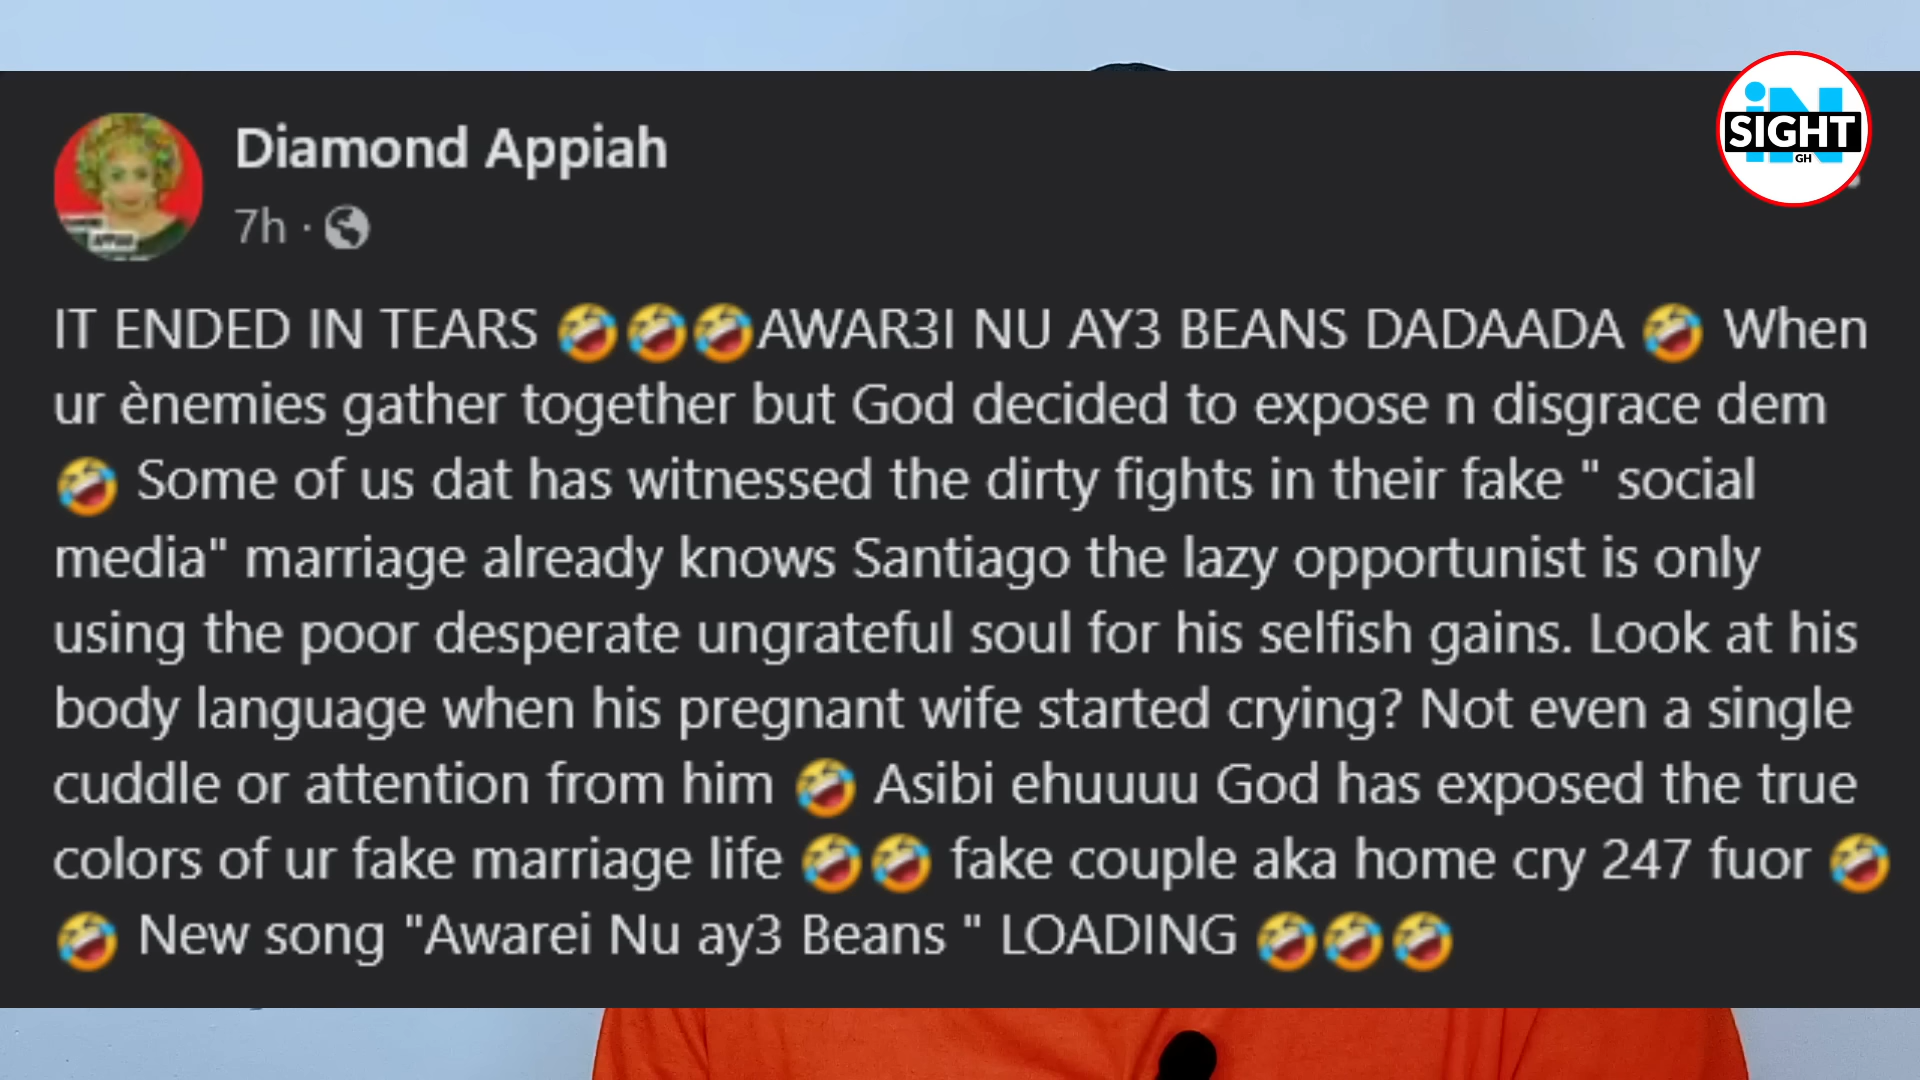 iN
SIGHT
GH
Diamond Appiah
7h ·
IT ENDED IN TEARS 🤣🤣🤣AWAR3I NU AY3 BEANS DADAADA 🤣 When
ur ènemies gather together but God decided to expose n disgrace dem
🤣 Some of us dat has witnessed the dirty fights in their fake " social
media" marriage already knows Santiago the lazy opportunist is only
using the poor desperate ungrateful soul for his selfish gains. Look at his
body language when his pregnant wife started crying? Not even a single
cuddle or attention from him 🤣 Asibi ehuuuu God has exposed the true
colors of ur fake marriage life 🤣🤣 fake couple aka home cry 247 fuor 🤣
🤣 New song "Awarei Nu ay3 Beans " LOADING 🤣🤣🤣